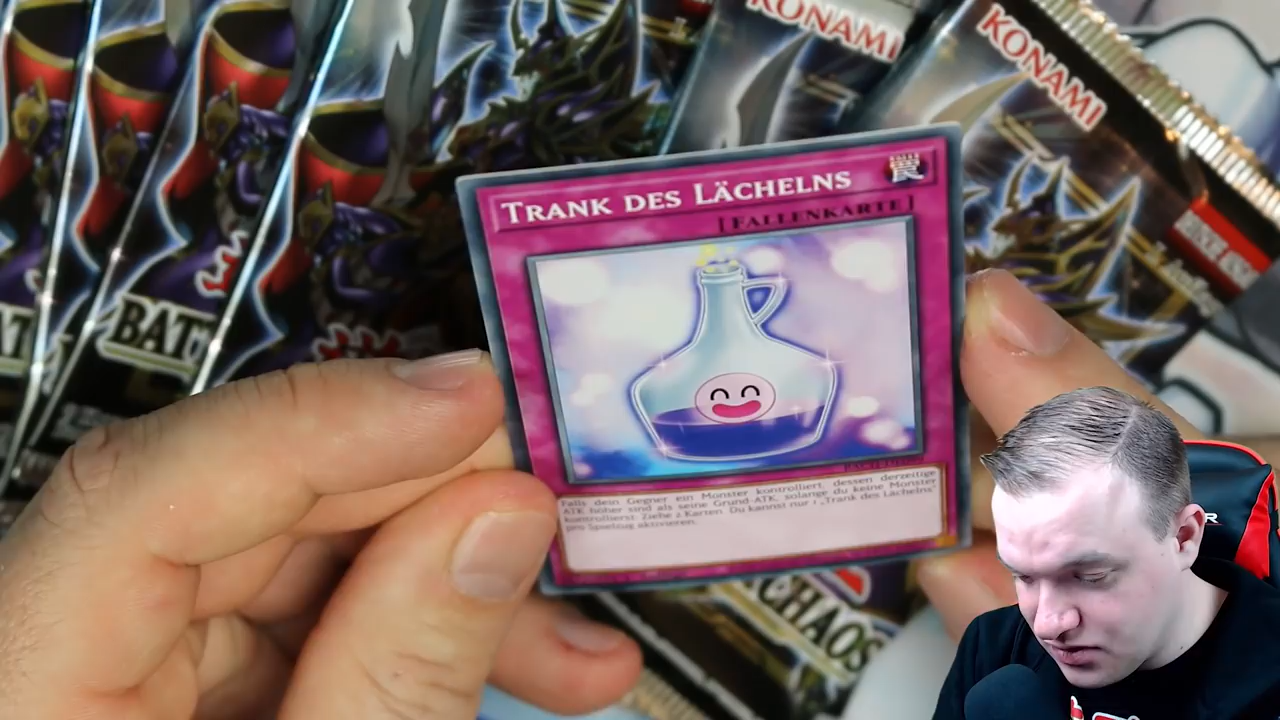 KONAMI
KONAMI
TRANK DES LÄCHELNS
[FALLENKARTE]
Falls dein Gegner ein Monster kontrolliert, dessen derzeitige
ATK höher sind als seine Grund-ATK, solange du keine Monster
kontrollierst: Ziehe 2 Karten. Du kannst nur 1 „Trank des Lächelns"
pro Spielzug aktivieren.
BATT
CHAOS
R